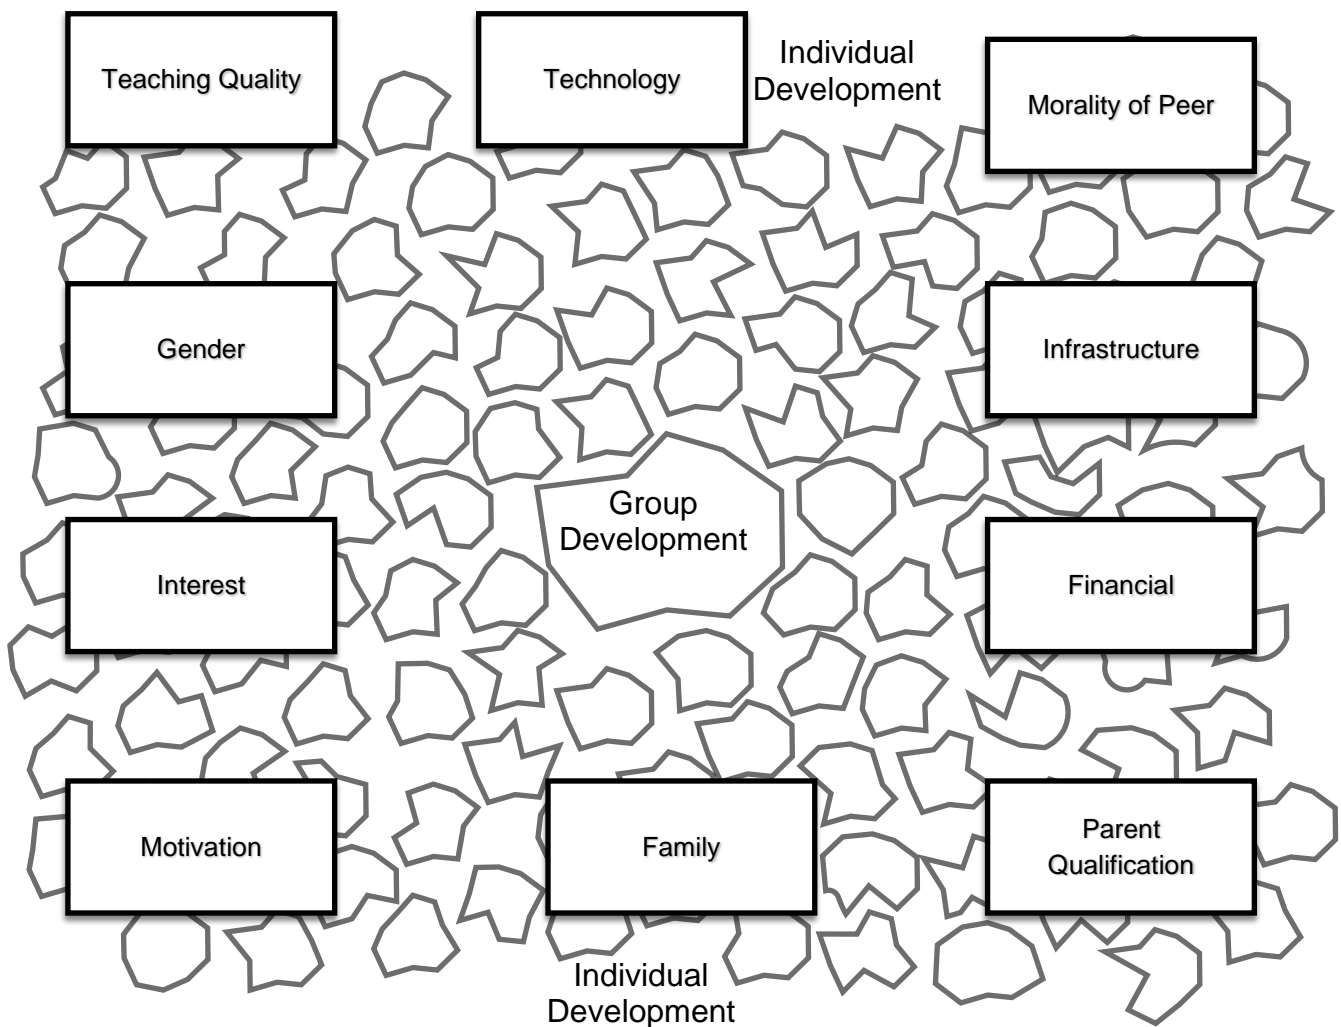 Teaching Quality
Technology
Individual
Development
Morality of Peer
Gender
Infrastructure
Group
Development
Interest
Financial
Motivation
Family
Parent
Qualification
Individual
Development